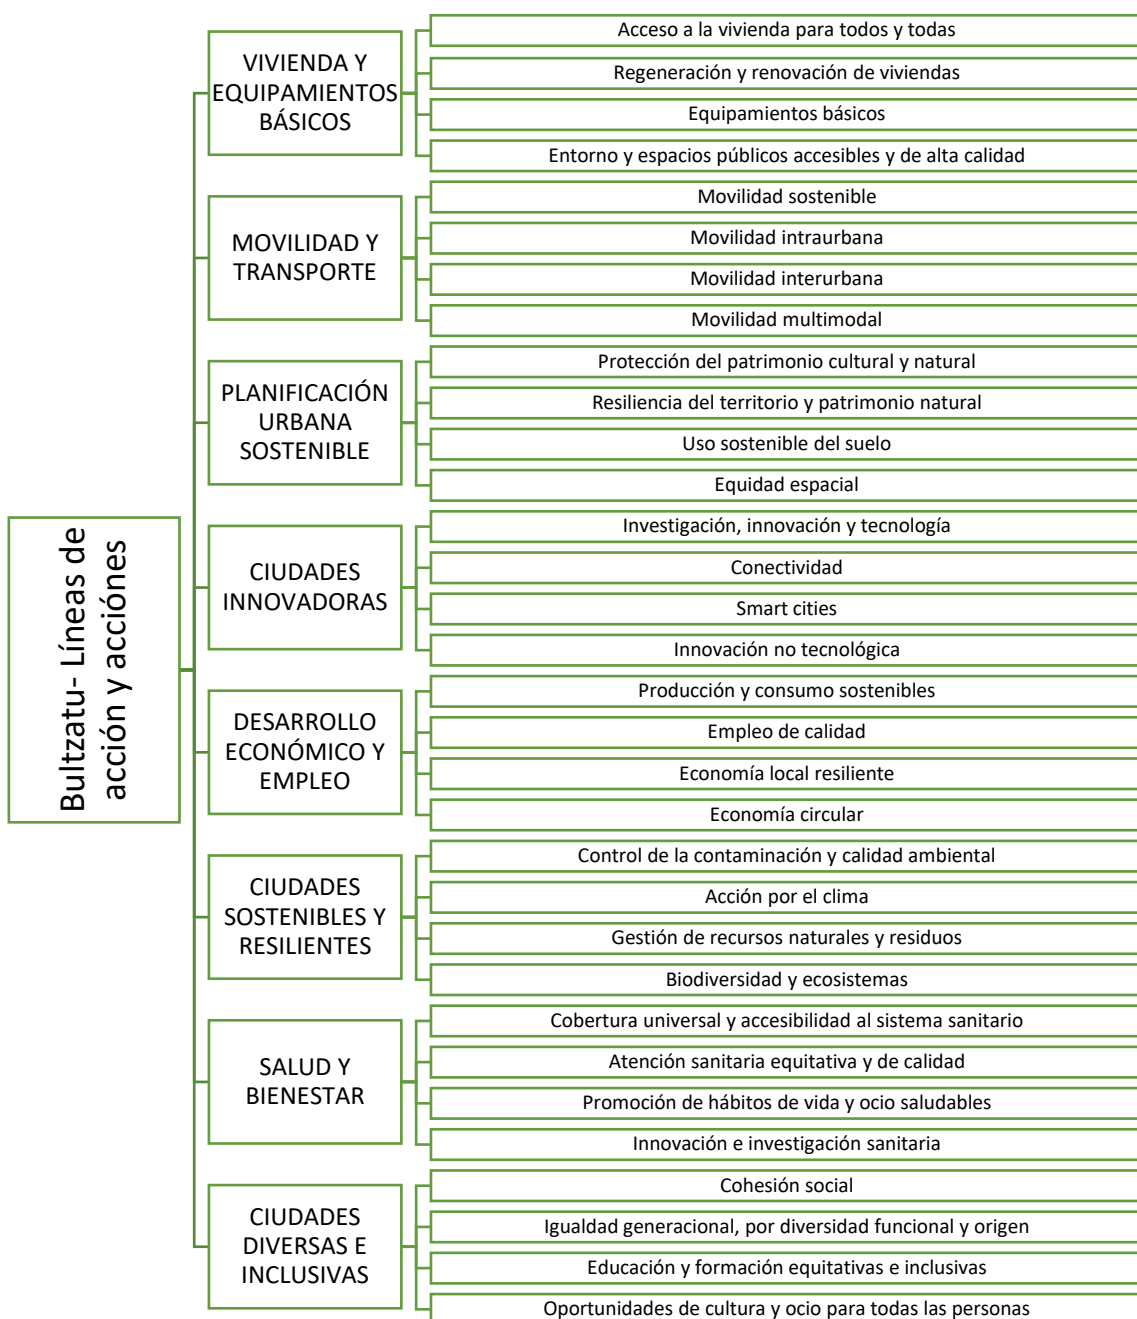 Bultzatu- Líneas de
acción y acciónes
VIVIENDA Y
EQUIPAMIENTOS
BÁSICOS
Acceso a la vivienda para todos y todas
Regeneración y renovación de viviendas
Equipamientos básicos
Entorno y espacios públicos accesibles y de alta calidad
MOVILIDAD Y
TRANSPORTE
Movilidad sostenible
Movilidad intraurbana
Movilidad interurbana
Movilidad multimodal
PLANIFICACIÓN
URBANA
SOSTENIBLE
Protección del patrimonio cultural y natural
Resiliencia del territorio y patrimonio natural
Uso sostenible del suelo
Equidad espacial
CIUDADES
INNOVADORAS
Investigación, innovación y tecnología
Conectividad
Smart cities
Innovación no tecnológica
DESARROLLO
ECONÓMICO Y
EMPLEO
Producción y consumo sostenibles
Empleo de calidad
Economía local resiliente
Economía circular
CIUDADES
SOSTENIBLES Y
RESILIENTES
Control de la contaminación y calidad ambiental
Acción por el clima
Gestión de recursos naturales y residuos
Biodiversidad y ecosistemas
SALUD Y
BIENESTAR
Cobertura universal y accesibilidad al sistema sanitario
Atención sanitaria equitativa y de calidad
Promoción de hábitos de vida y ocio saludables
Innovación e investigación sanitaria
CIUDADES
DIVERSAS E
INCLUSIVAS
Cohesión social
Igualdad generacional, por diversidad funcional y origen
Educación y formación equitativas e inclusivas
Oportunidades de cultura y ocio para todas las personas